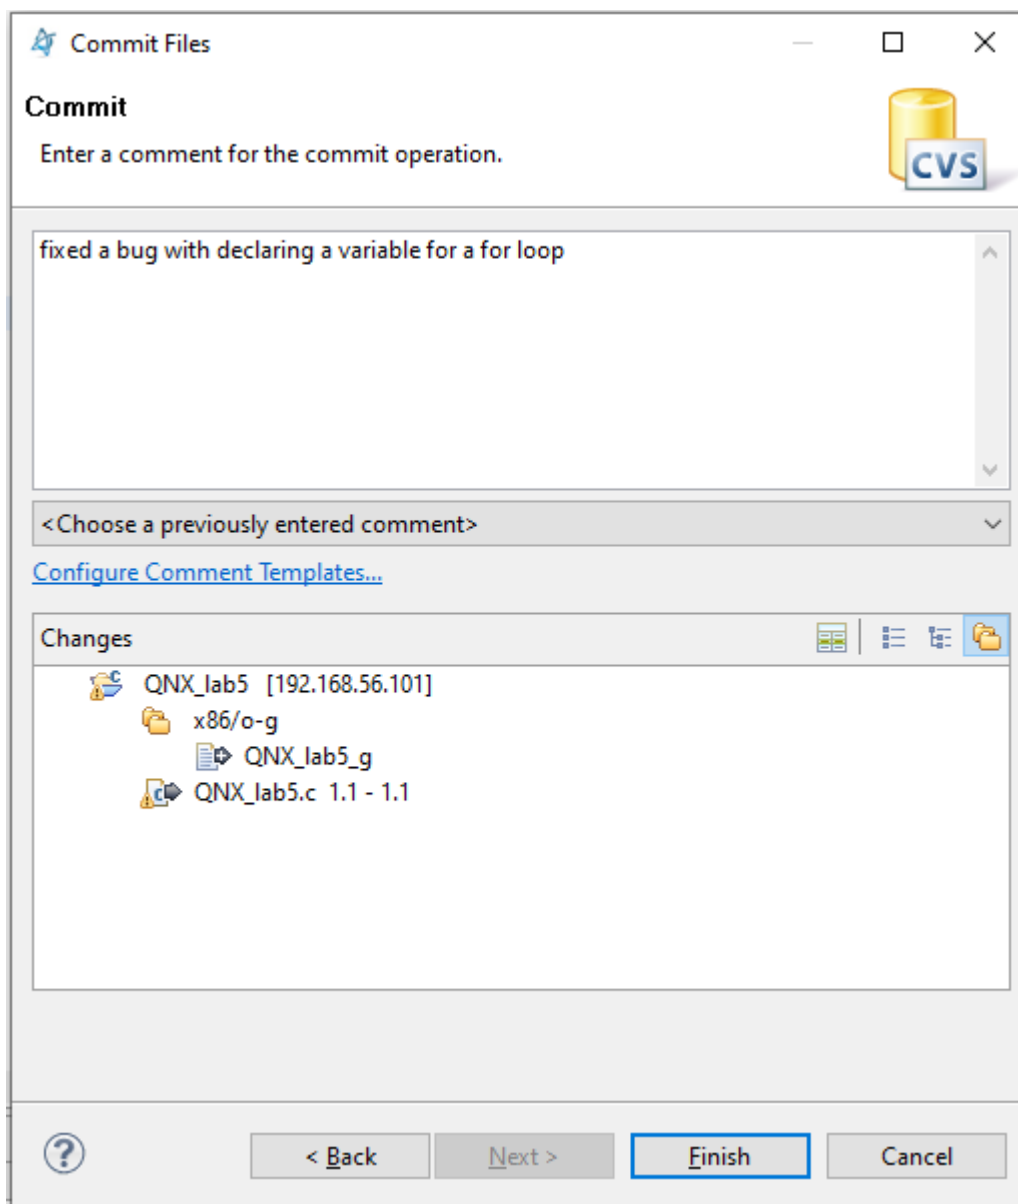 Commit Files
Commit
Enter a comment for the commit operation.
CVS
fixed a bug with declaring a variable for a for loop
<Choose a previously entered comment>
Configure Comment Templates...
Changes
QNX_lab5 [192.168.56.101]
x86/o-g
QNX_lab5_g
QNX_lab5.c 1.1 - 1.1
< Back
Next >
Finish
Cancel